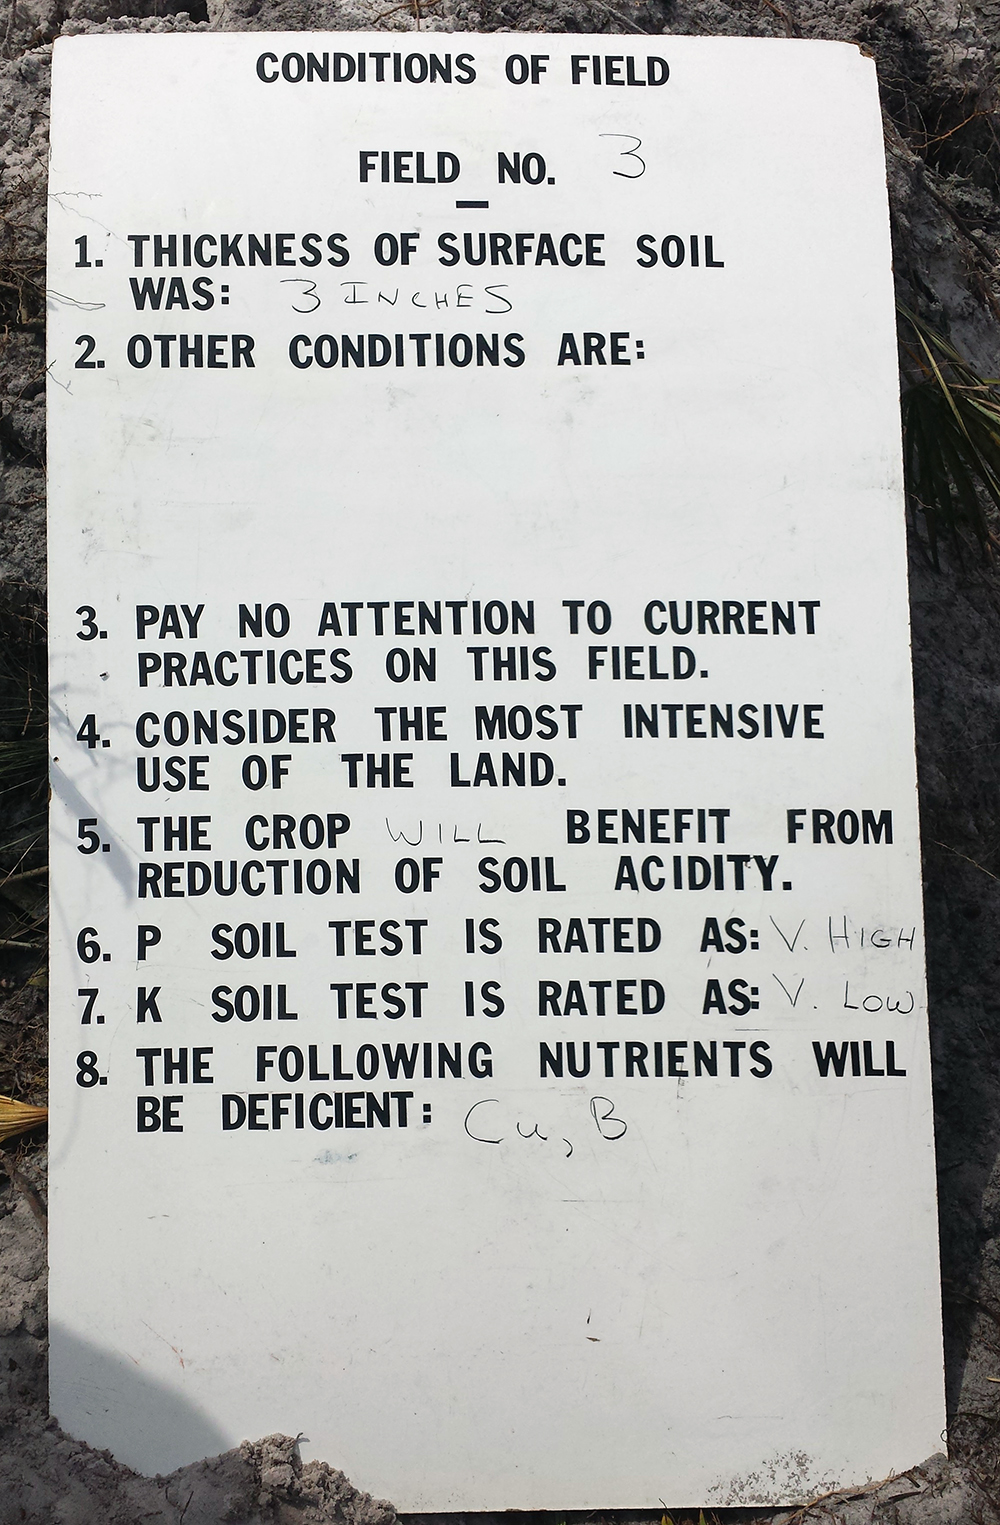 CONDITIONS OF FIELD
FIELD NO. 3
1. THICKNESS OF SURFACE SOIL
WAS: 3 INCHES
2. OTHER CONDITIONS ARE:
3. PAY NO ATTENTION TO CURRENT
PRACTICES ON THIS FIELD.
4. CONSIDER THE MOST INTENSIVE
USE OF THE LAND.
5. THE CROP WILL BENEFIT FROM
REDUCTION OF SOIL ACIDITY.
6. P SOIL TEST IS RATED AS: V. HIGH
7. K SOIL TEST IS RATED AS: V. LOW
8. THE FOLLOWING NUTRIENTS WILL
BE DEFICIENT: Cu, B